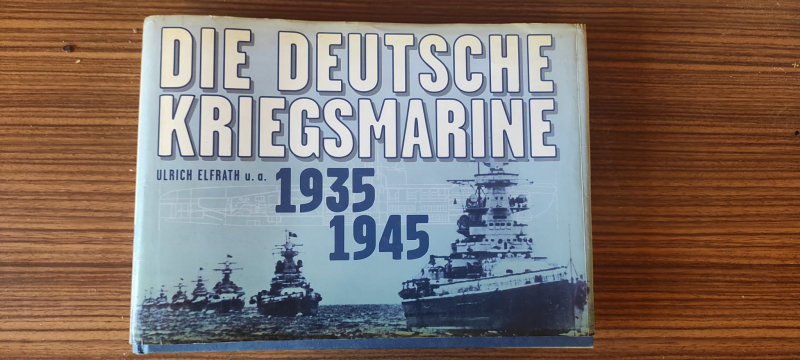 DIE DEUTSCHE
KRIEGSMARINE
ULRICH ELFRATH u. a.
1935
1945